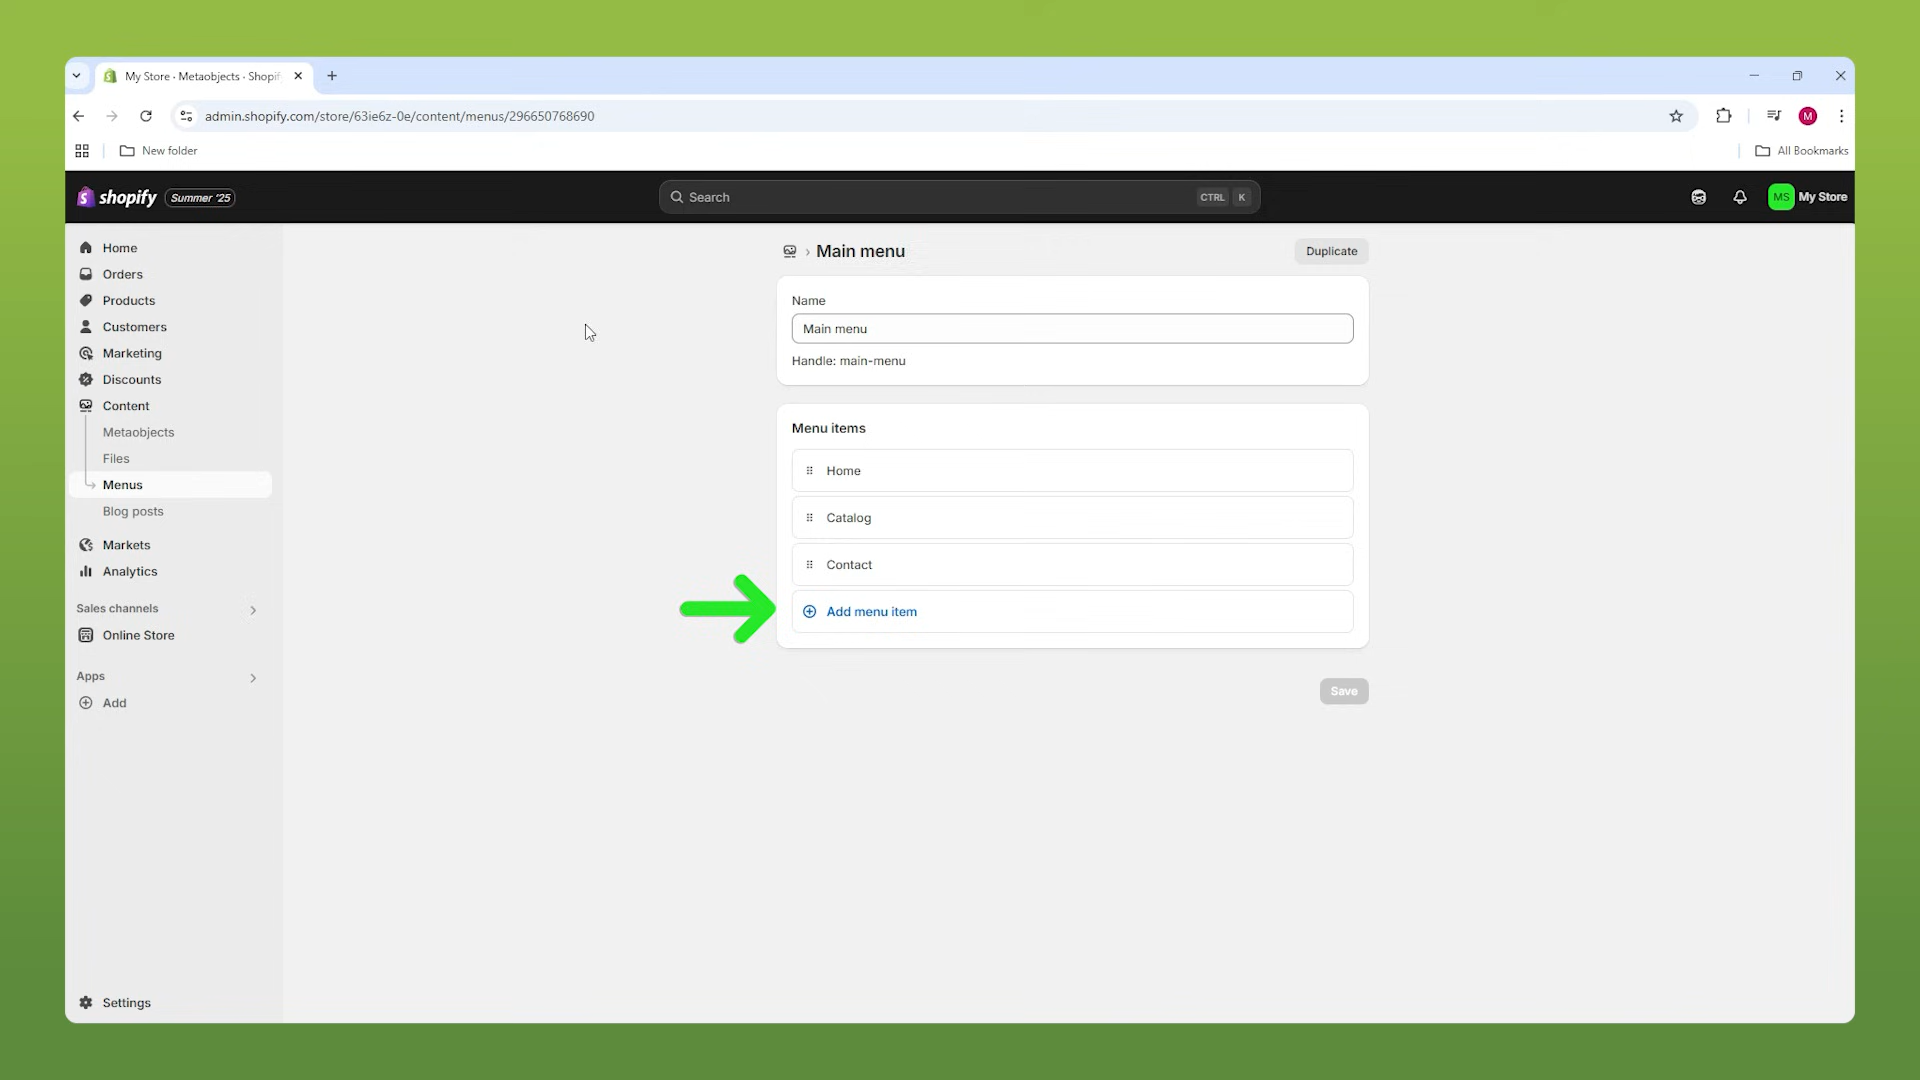 My Store · Metaobjects · Shopif
admin.shopify.com/store/63ie6z-0e/content/menus/296650768690
M
New folder
All Bookmarks
shopify
Summer '25
Search
CTRL K
MS
My Store
Home
Orders
Products
Customers
Marketing
Discounts
Content
Metaobjects
Files
Menus
Blog posts
Markets
Analytics
Sales channels
Online Store
Apps
Add
Settings
Main menu
Duplicate
Name
Main menu
Handle: main-menu
Menu items
Home
Catalog
Contact
Add menu item
Save